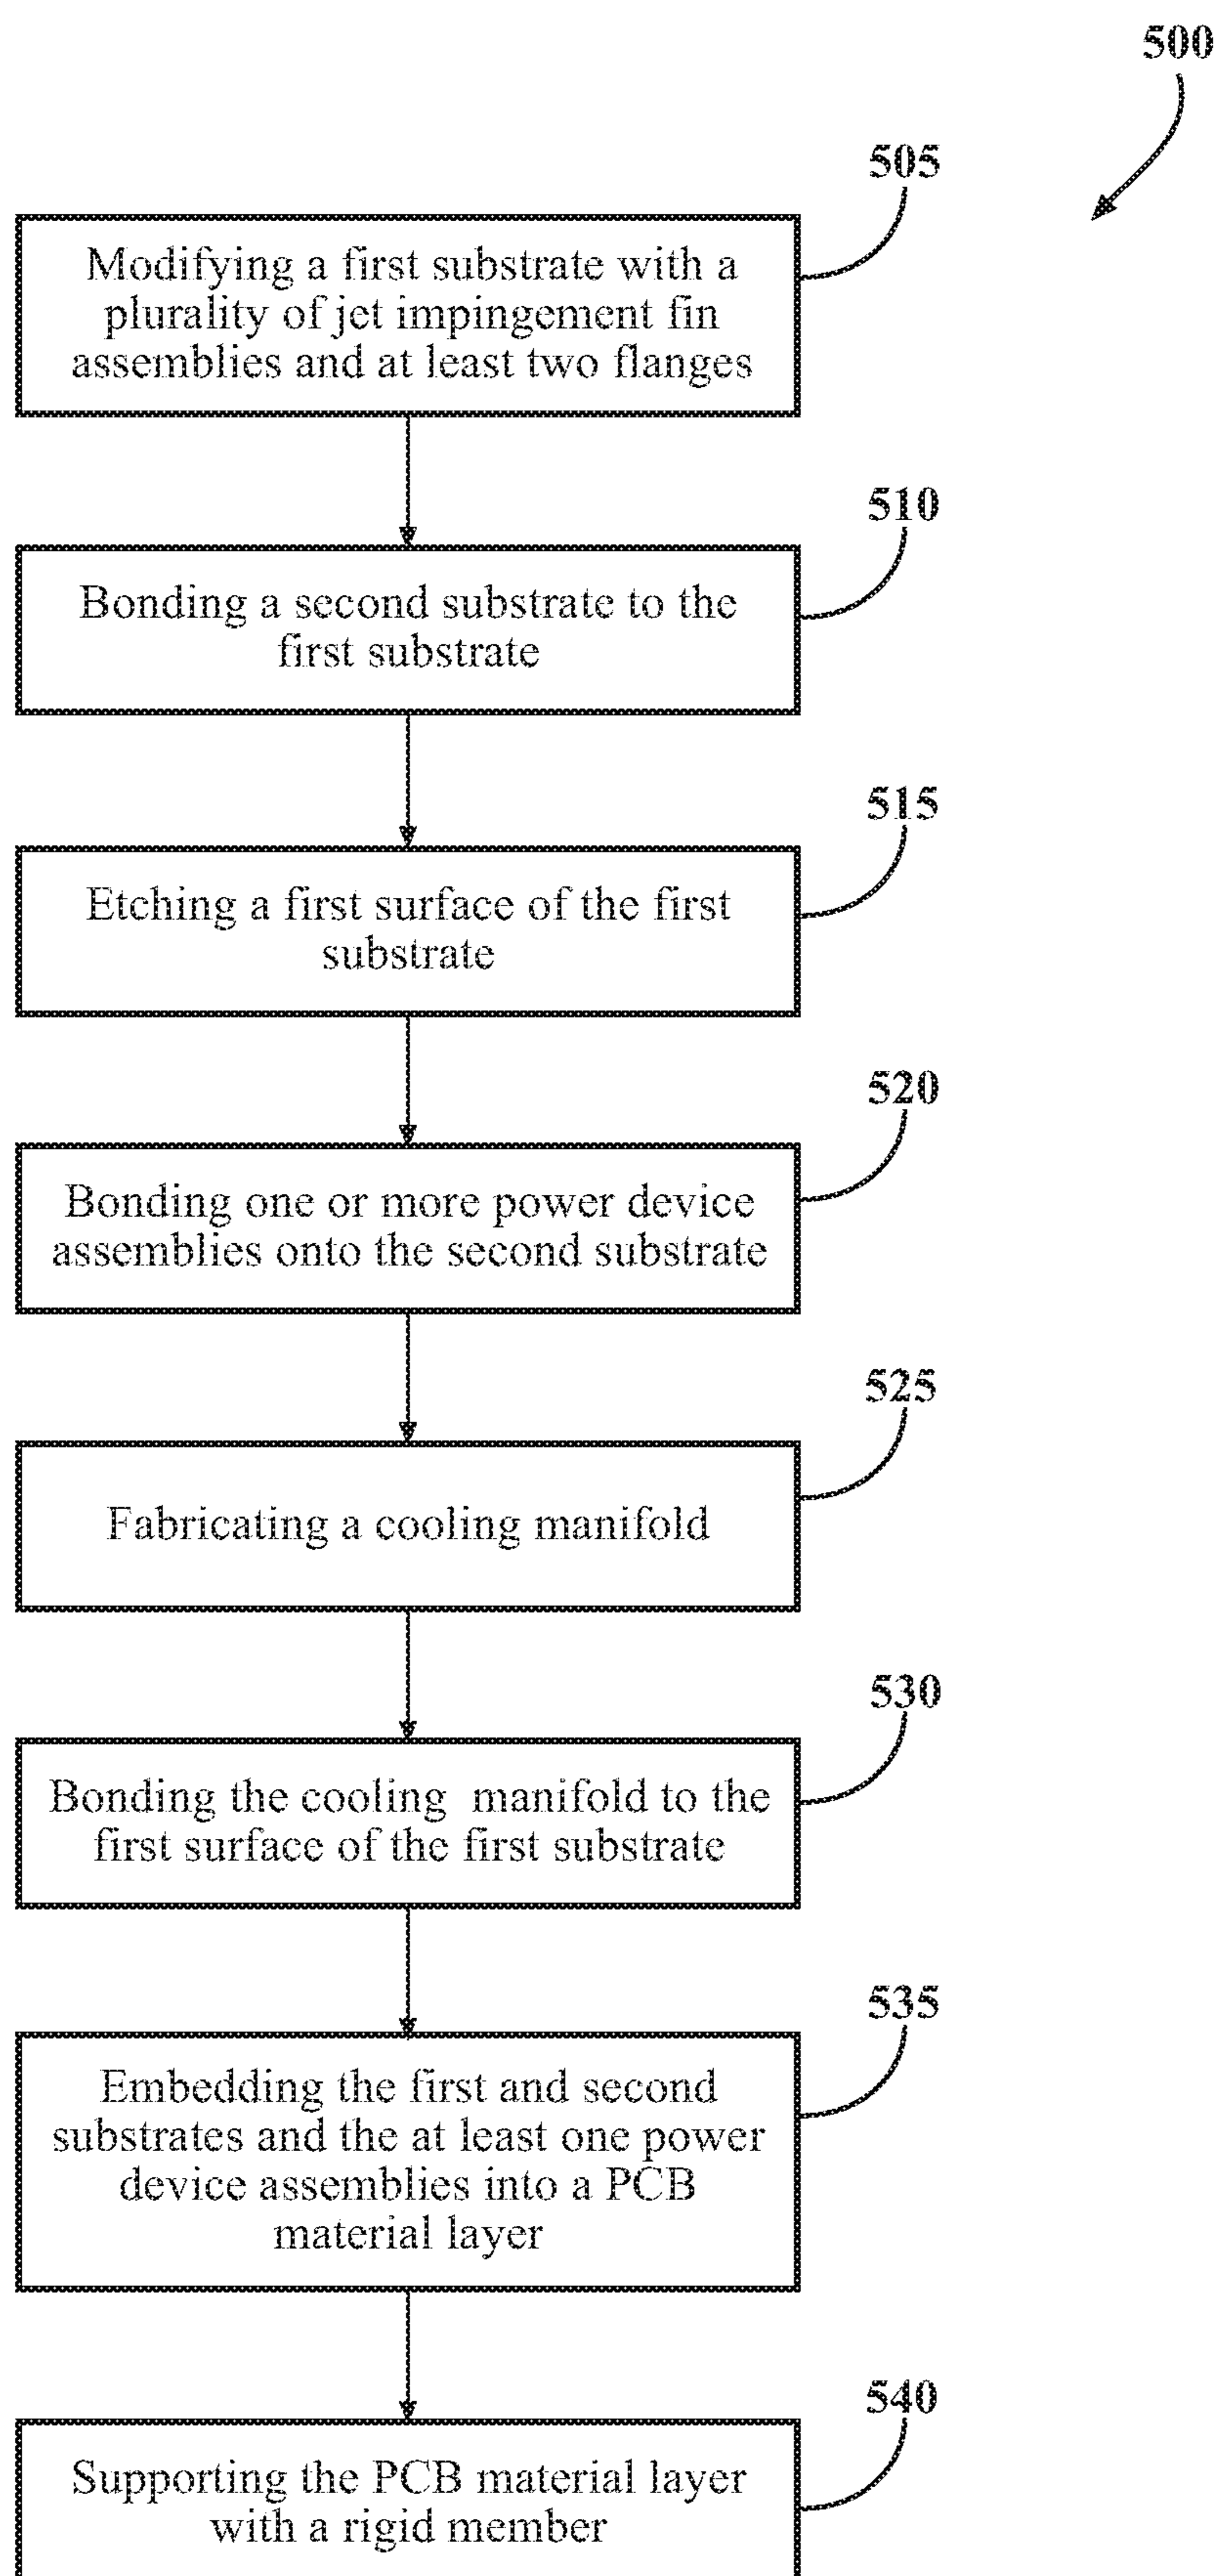 500
505
Modifying a first substrate with a
plurality of jet impingement fin
assemblies and at least two flanges
510
Bonding a second substrate to the
first substrate
515
Etching a first surface of the first
substrate
520
Bonding one or more power device
assemblies onto the second substrate
525
Fabricating a cooling manifold
530
Bonding the cooling manifold to the
first surface of the first substrate
535
Embedding the first and second
substrates and the at least one power
device assemblies into a PCB
material layer
540
Supporting the PCB material layer
with a rigid member